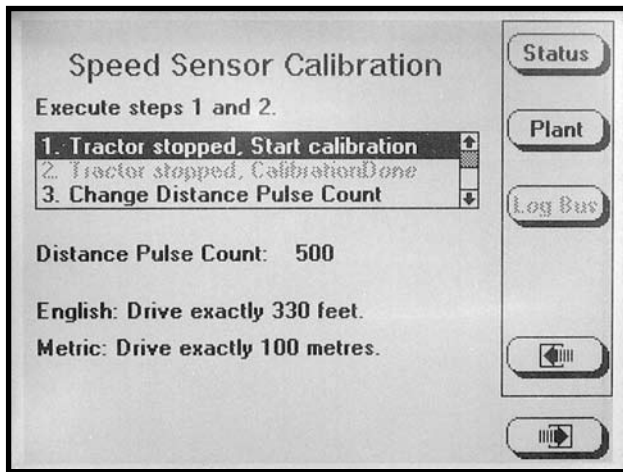 Speed Sensor Calibration
Execute steps 1 and 2.
1. Tractor stopped, Start calibration
2. Tractor stopped, CalibrationDone
3. Change Distance Pulse Count
Distance Pulse Count: 500
English: Drive exactly 330 feet.
Metric: Drive exactly 100 metres.
Status
Plant
Log Bus